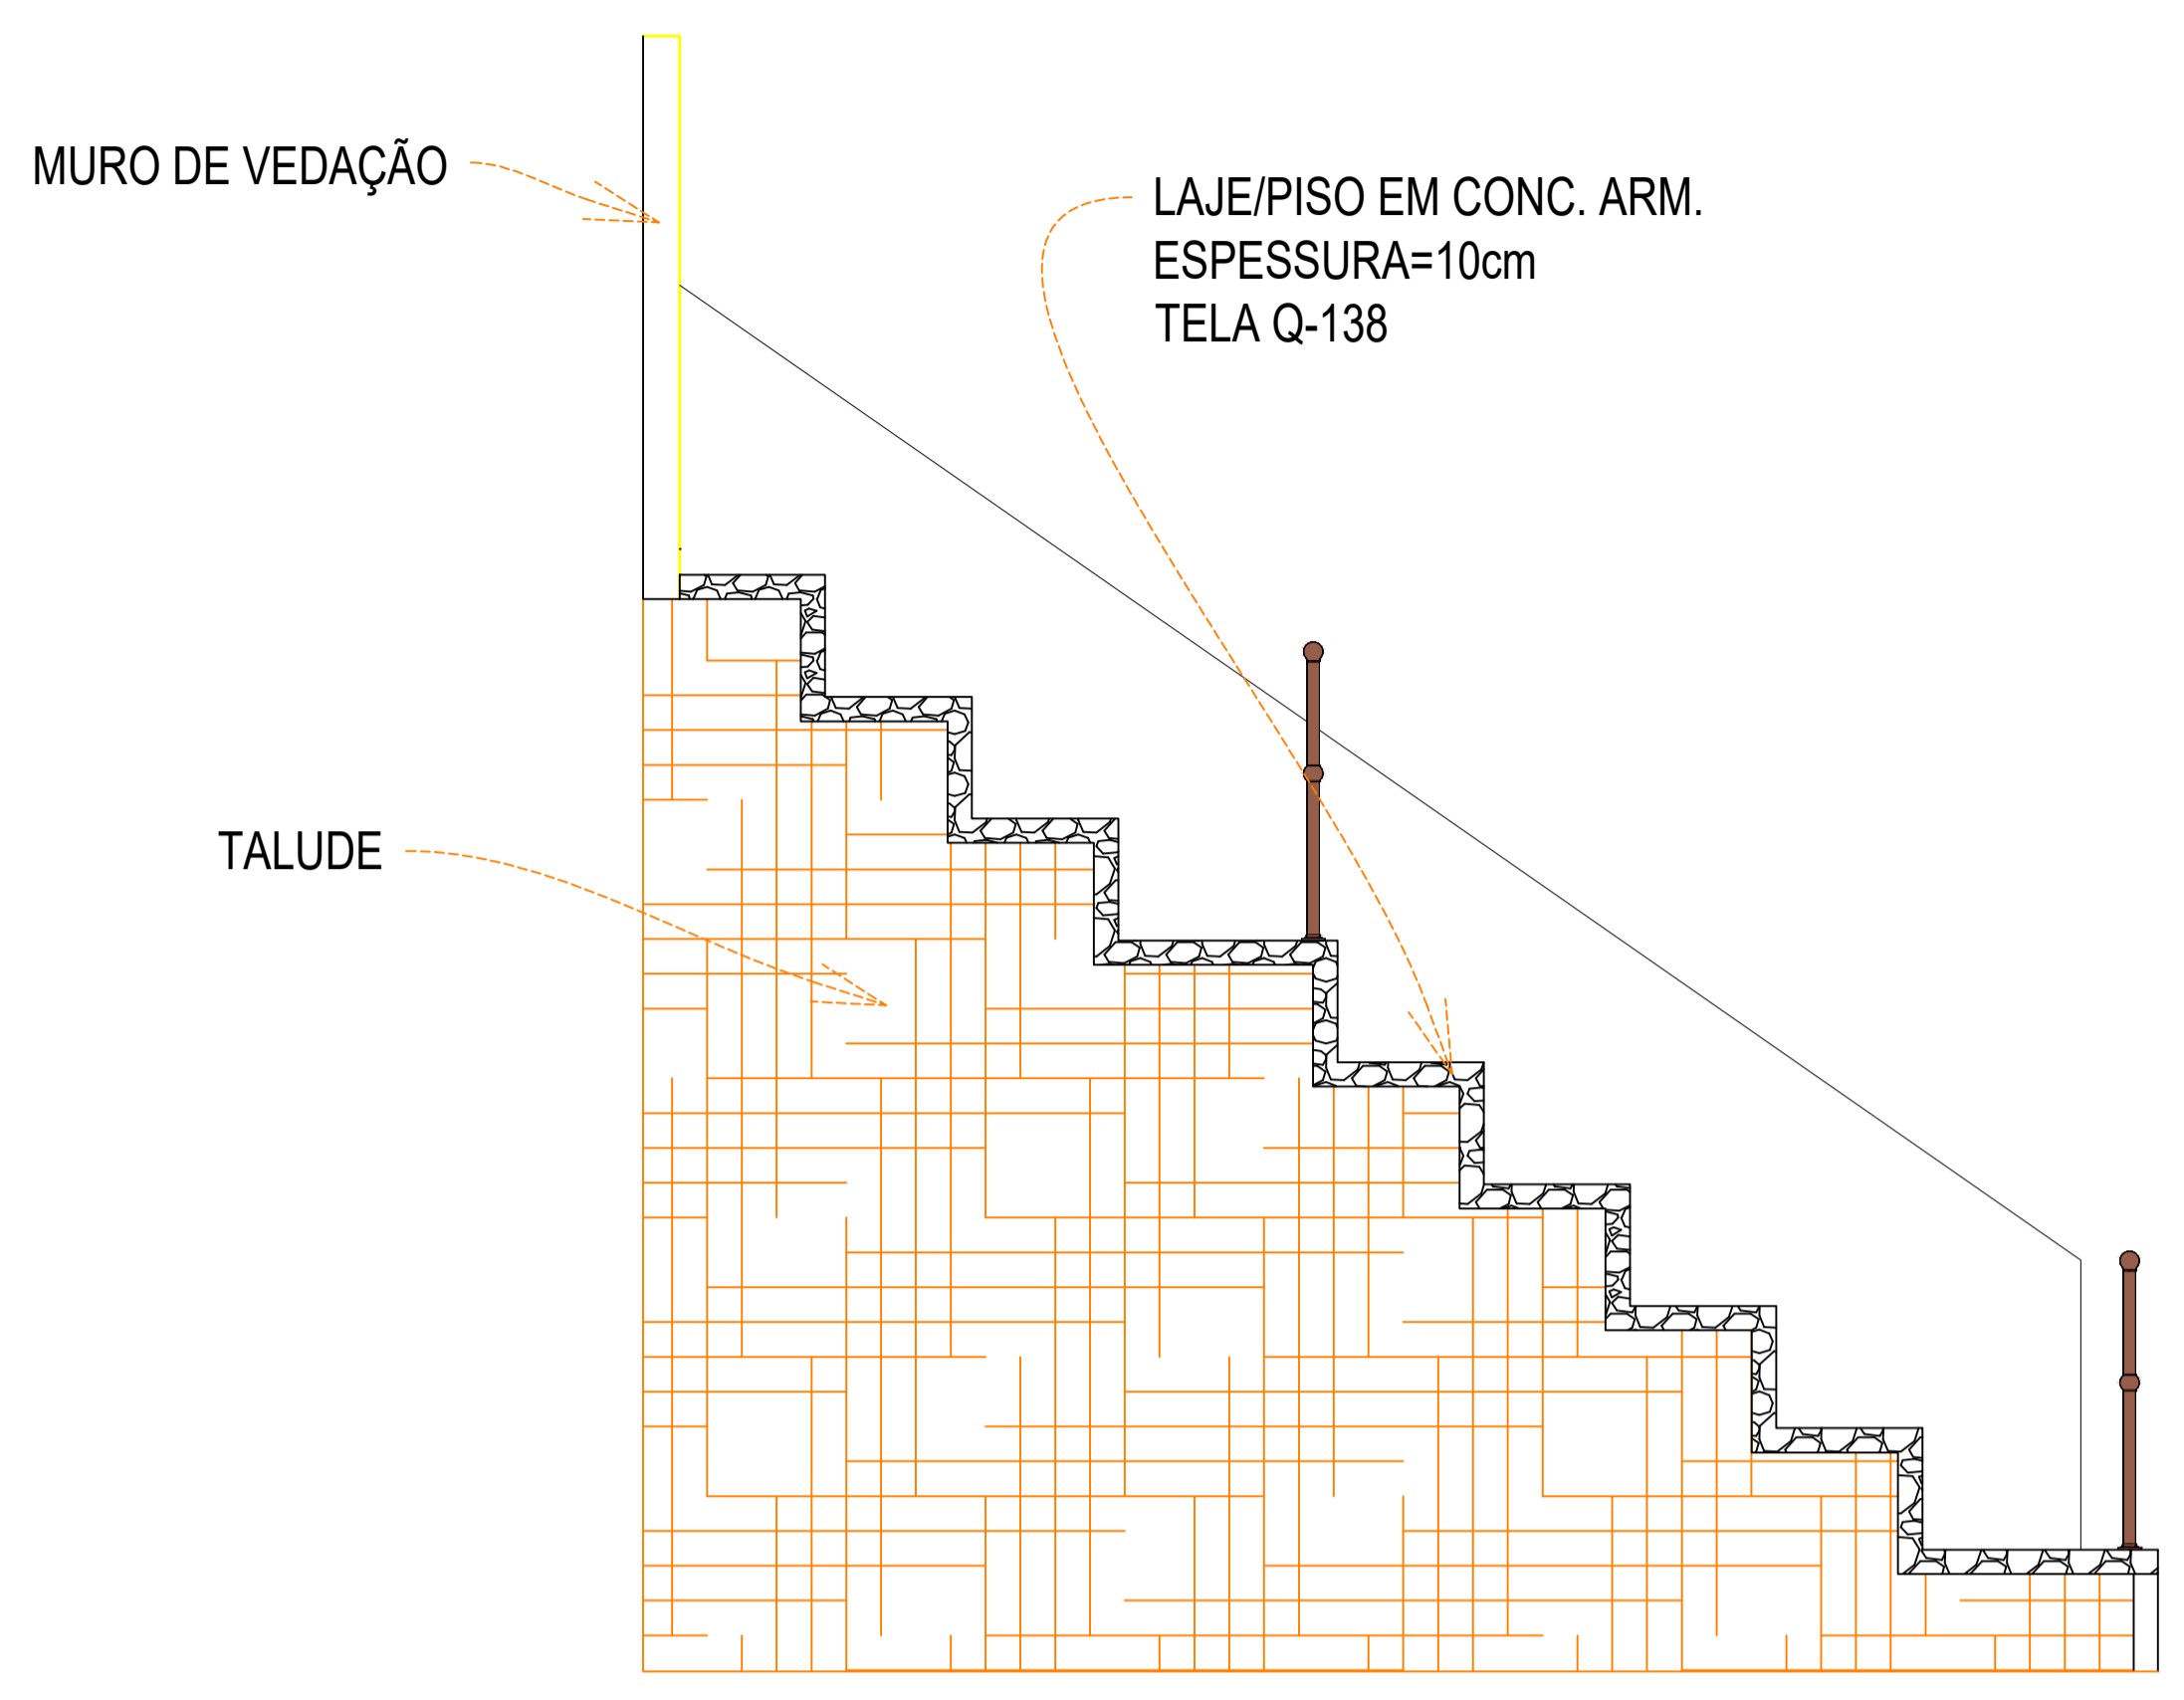 MURO DE VEDAÇÃO
LAJE/PISO EM CONC. ARM.
ESPESSURA=10cm
TELA Q-138
TALUDE